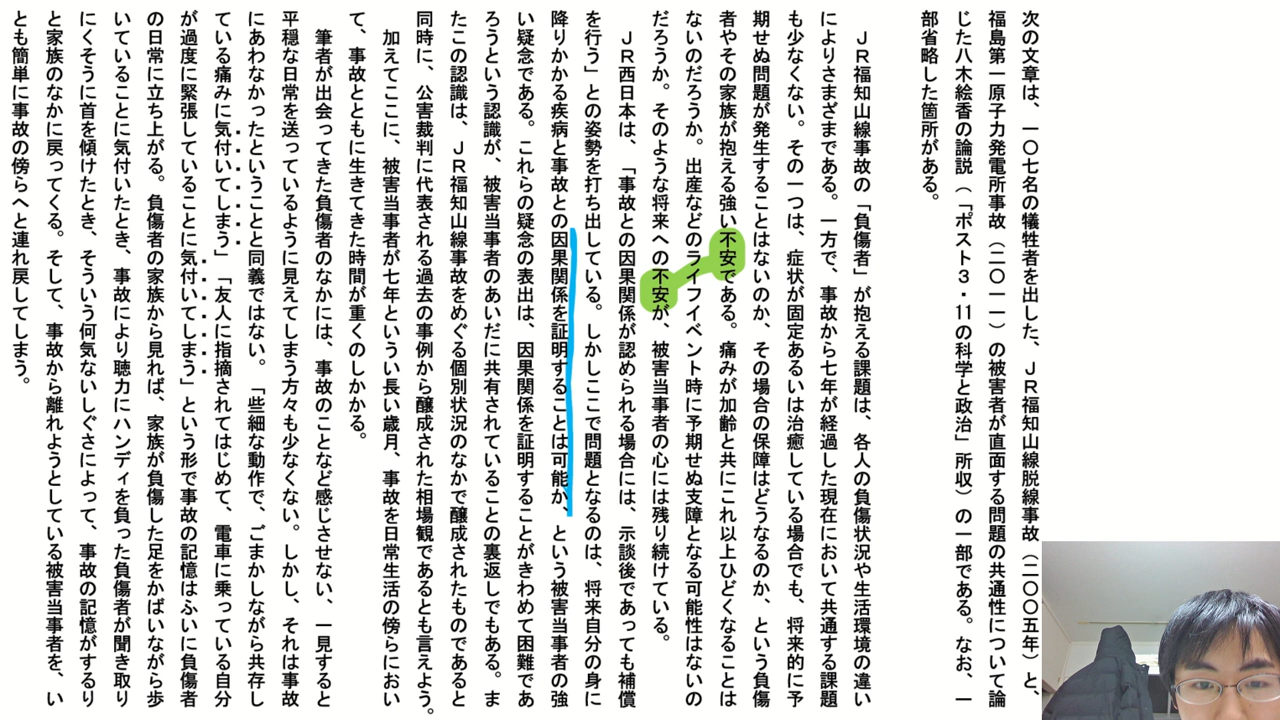 次の文章は、一〇七名の犠牲者を出した、ＪＲ福知山線脱線事故（二〇〇五年）と、
福島第一原子力発電所事故（二〇一一）の被害者が直面する問題の共通性について論
じた八木絵香の論説（「ポスト３・11の科学と政治」所収）の一部である。なお、一
部省略した箇所がある。
ＪＲ福知山線事故の「負傷者」が抱える課題は、各人の負傷状況や生活環境の違い
によりさまざまである。一方で、事故から七年が経過した現在において共通する課題
も少なくない。その一つは、症状が固定あるいは治癒している場合でも、将来的に予
期せぬ問題が発生することはないのか、その場合の保障はどうなるのか、という負傷
者やその家族が抱える強い不安である。痛みが加齢と共にこれ以上ひどくなることは
ないのだろうか。出産などのライフイベント時に予期せぬ支障となる可能性はないの
だろうか。そのような将来への不安が、被害当事者の心には残り続けている。
ＪＲ西日本は、「事故との因果関係が認められる場合には、示談後であっても補償
を行う」との姿勢を打ち出している。しかしここで問題となるのは、将来自分の身に
降りかかる疾病と事故との因果関係を証明することは可能か、という被害当事者の強
い疑念である。これらの疑念の表出は、因果関係を証明することがきわめて困難であ
ろうという認識が、被害当事者のあいだに共有されていることの裏返しでもある。ま
たこの認識は、ＪＲ福知山線事故をめぐる個別状況のなかで醸成されたものであると
同時に、公害裁判に代表される過去の事例から醸成された相場観であるとも言えよう。
加えてここに、被害当事者が七年というい長い歳月、事故を日常生活の傍らにおい
て、事故とともに生きてきた時間が重くのしかかる。
筆者が出会ってきた負傷者のなかには、事故のことなど感じさせない、一見すると
平穏な日常を送っているように見えてしまう方々も少なくない。しかし、それは事故
にあわなかったということと同義ではない。「些細な動作で、ごまかしながら共存し
ている痛みに気付いてしまう」「友人に指摘されてはじめて、電車に乗っている自分
が過度に緊張していることに気付いてしまう」という形で事故の記憶はふいに負傷者
の日常に立ち上がる。負傷者の家族から見れば、家族が負傷した足をかばいながら歩
いていることに気付いたとき、事故により聴力にハンディを負った負傷者が聞き取り
にくそうに首を傾けたとき、そういう何気ないしぐさによって、事故の記憶がするり
と家族のなかに戻ってくる。そして、事故から離れようとしている被害当事者を、い
とも簡単に事故の傍らへと連れ戻してしまう。